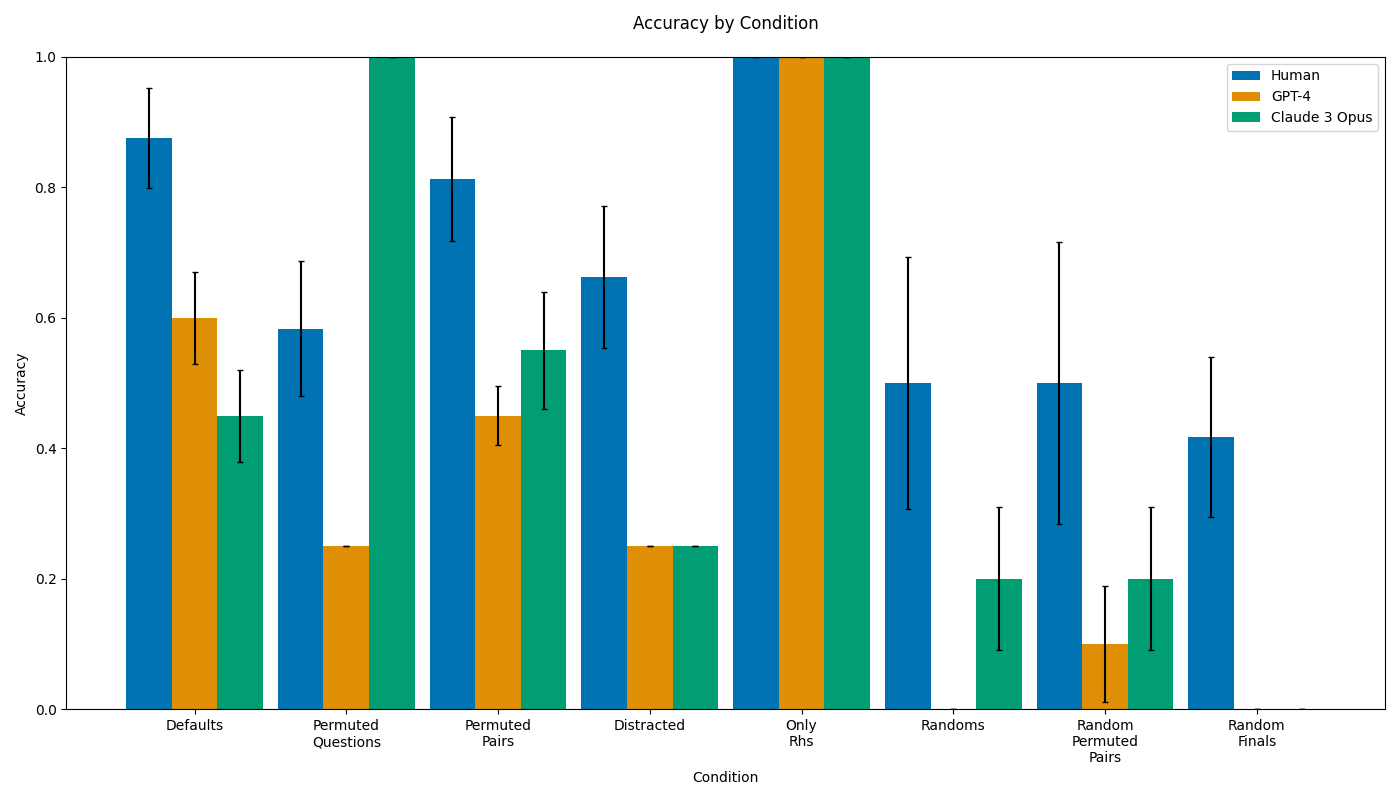 Accuracy by Condition
Human
GPT-4
Claude 3 Opus
Accuracy
1.0
0.8
0.6
0.4
0.2
0.0
Defaults
Permuted
Questions
Permuted
Pairs
Distracted
Only
Rhs
Randoms
Random
Permuted
Pairs
Random
Finals
Condition